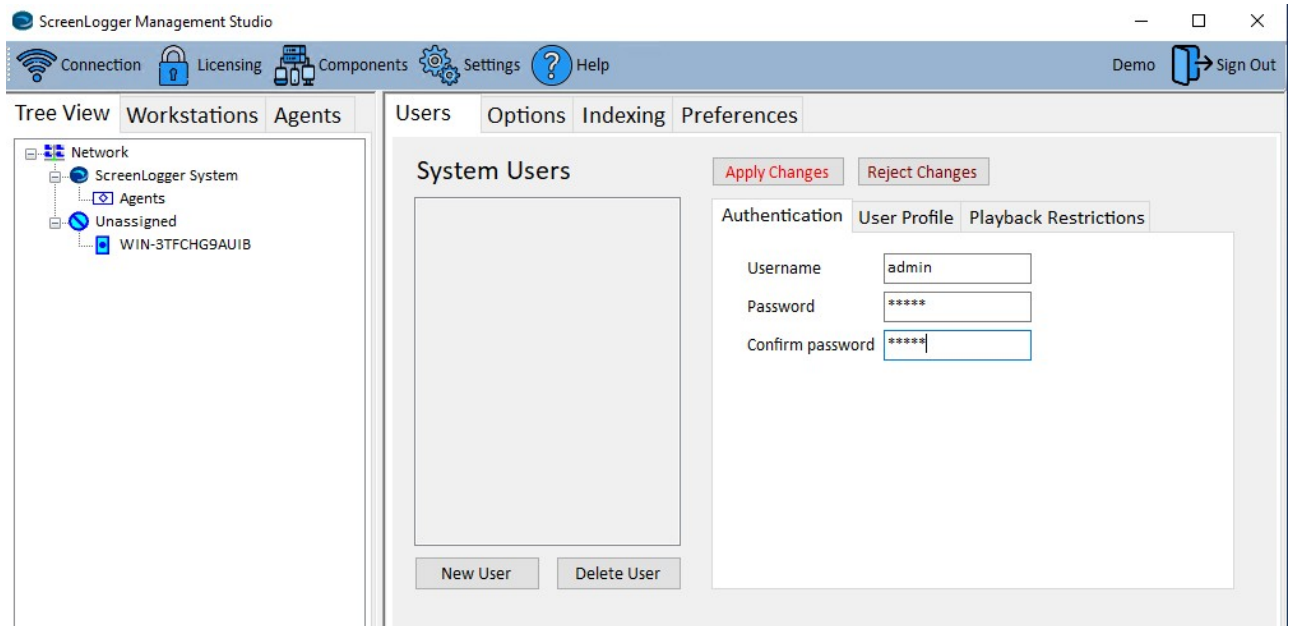 ScreenLogger Management Studio
Connection Licensing Components Settings ? Help Demo Sign Out
Tree View Workstations Agents
Users Options Indexing Preferences
Network
ScreenLogger System
Agents
Unassigned
WIN-3TFCHG9AUIB
System Users
Apply Changes Reject Changes
Authentication User Profile Playback Restrictions
Username admin
Password *****
Confirm password *****
New User Delete User